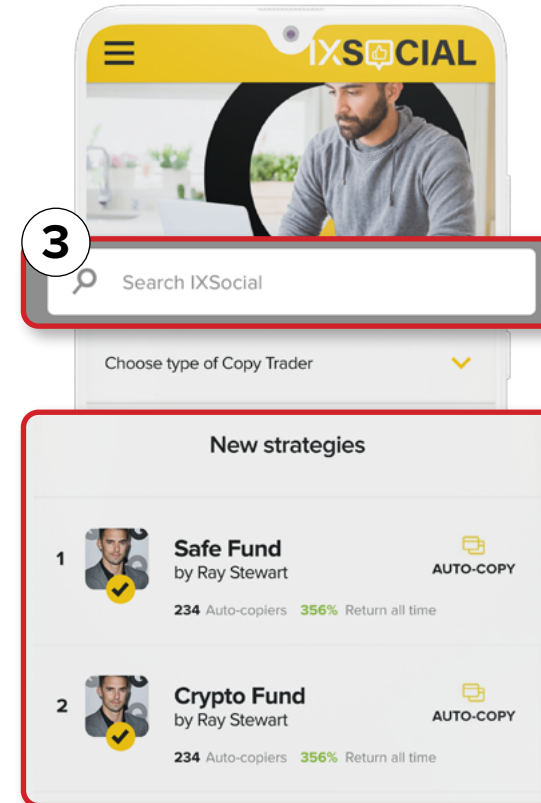 IXSOCIAL
3
Search IXSocial
Choose type of Copy Trader
New strategies
1
Safe Fund
by Ray Stewart
AUTO-COPY
234 Auto-copiers 356% Return all time
2
Crypto Fund
by Ray Stewart
AUTO-COPY
234 Auto-copiers 356% Return all time